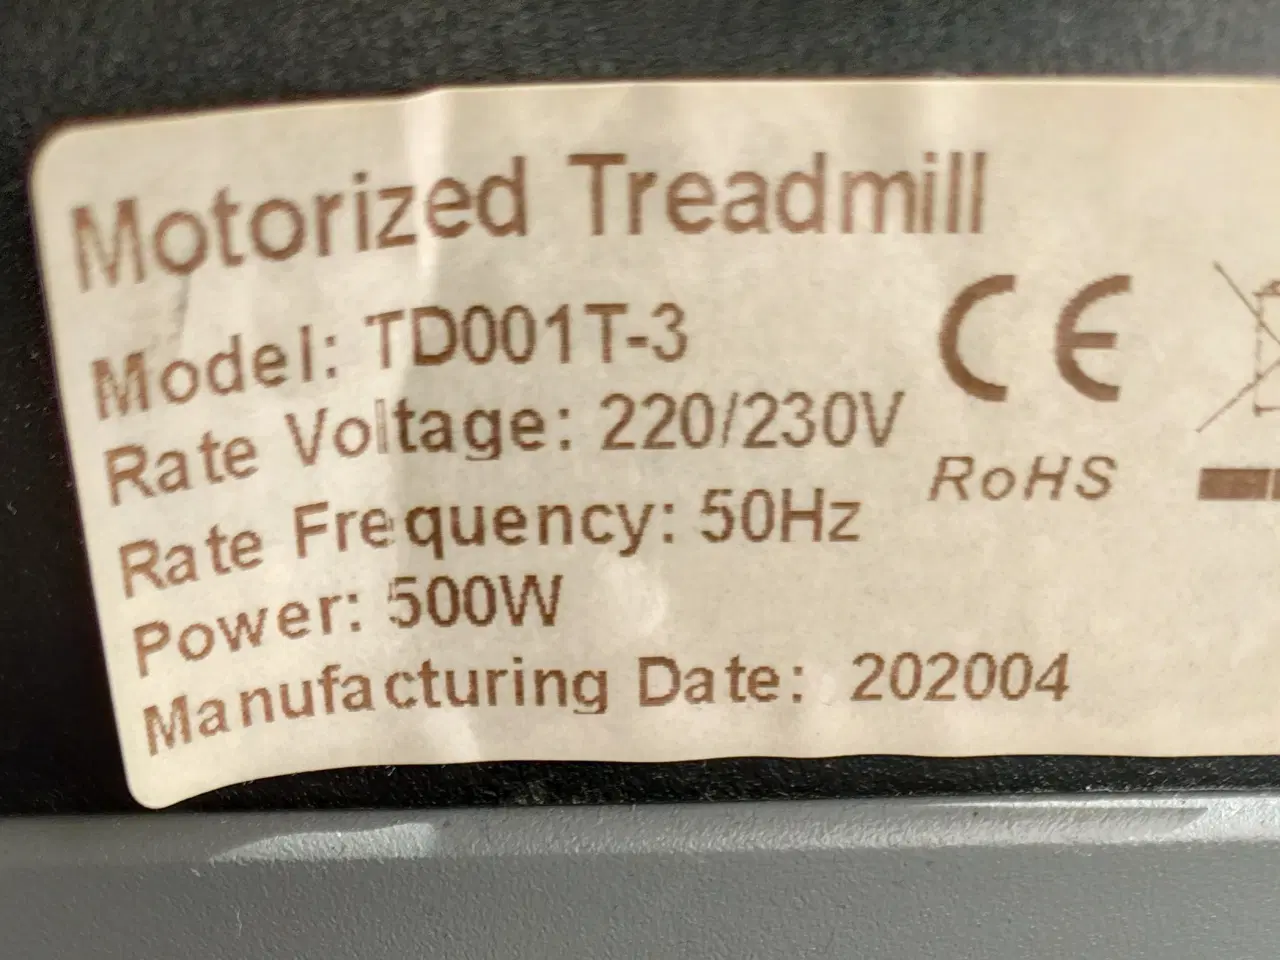 Motorized Treadmill
Model: TD001T-3
Rate Voltage: 220/230V
Rate Frequency: 50Hz
Power: 500W
Manufacturing Date: 202004
CE
RoHS